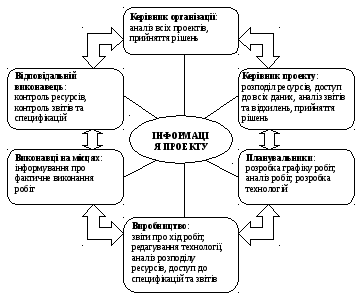 Керівник організації:
аналіз всіх проектів,
прийняття рішень
Відповідальній
виконавець:
контроль ресурсів,
контроль звітів та
специфікацій
Керівник проекту:
розподіл ресурсів, доступ
до всіх даних, аналіз звітів
та відхилень, прийняття
рішень
ІНФОРМАЦІ
Я ПРОЕКТУ
Виконавці на місцях:
інформування про
фактичне виконання
робіт
Планувальники:
розробка графіку робіт,
аналіз робіт, розробка
технологій
Виробництво:
звіти про хід робіт,
редагування технології,
аналіз розподілу
ресурсів, доступ до
специфікацій та звітів